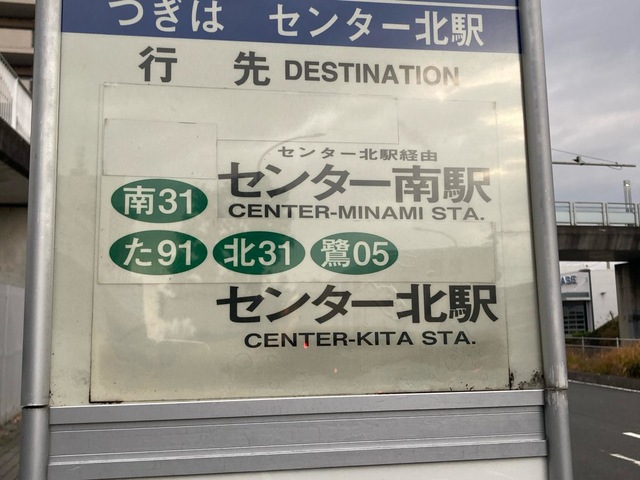 つぎは センター北駅
行先 DESTINATION
センター北駅経由
南31 センター南駅
CENTER-MINAMI STA.
た91 北31 鷺05
センター北駅
CENTER-KITA STA.